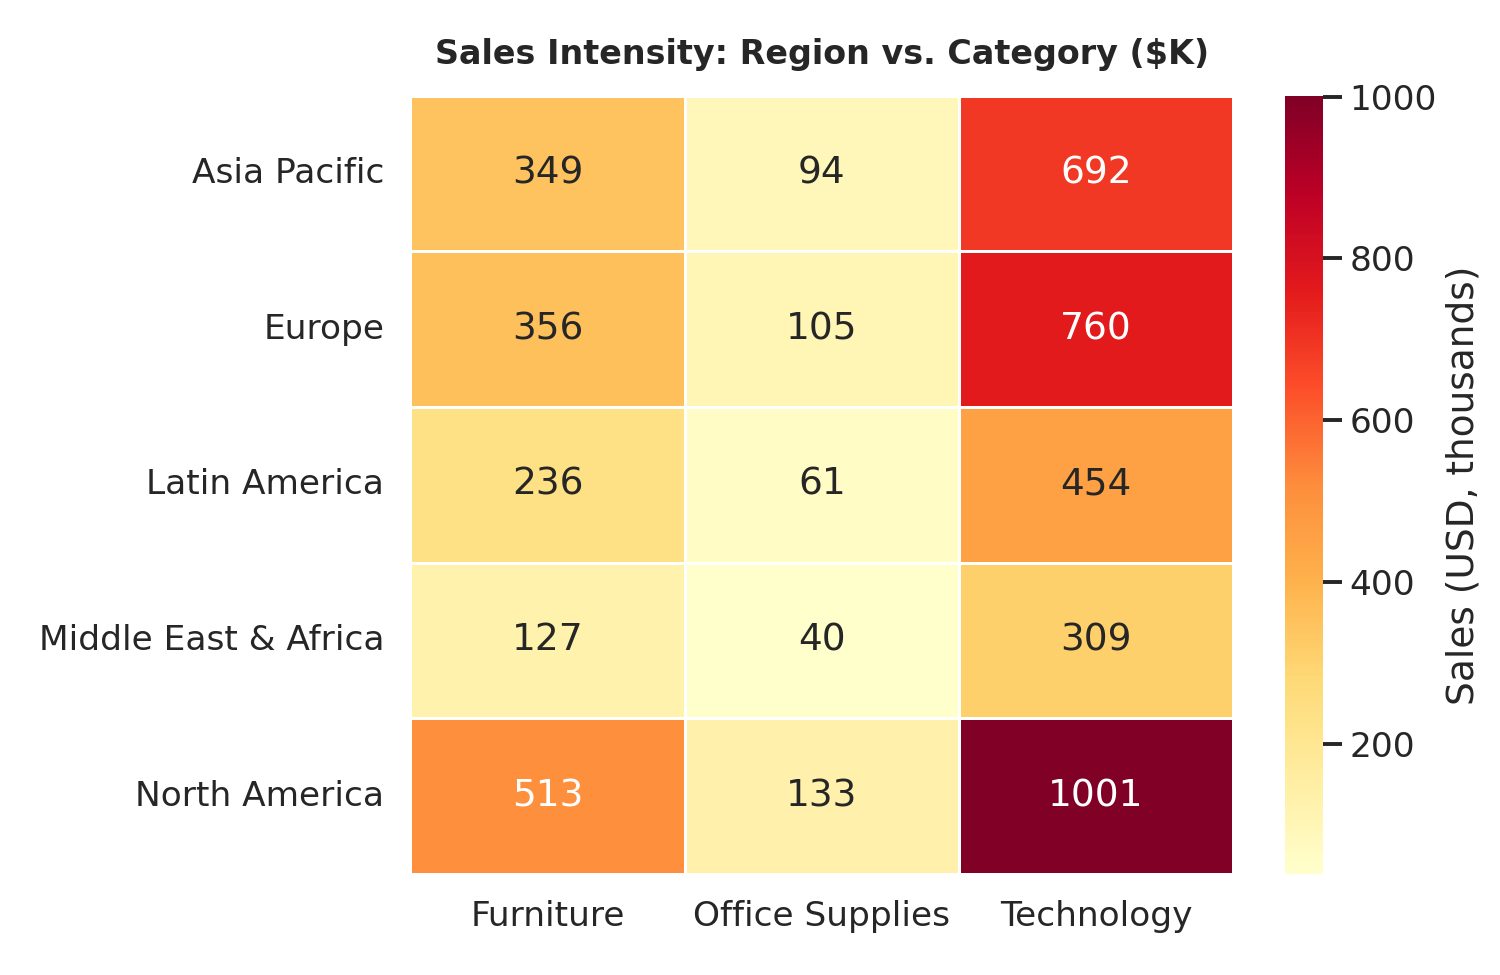 Sales Intensity: Region vs. Category ($K)
Asia Pacific 349 94 692
Europe 356 105 760
Latin America 236 61 454
Middle East & Africa 127 40 309
North America 513 133 1001
Furniture Office Supplies Technology
1000
800
600
400
200
Sales (USD, thousands)